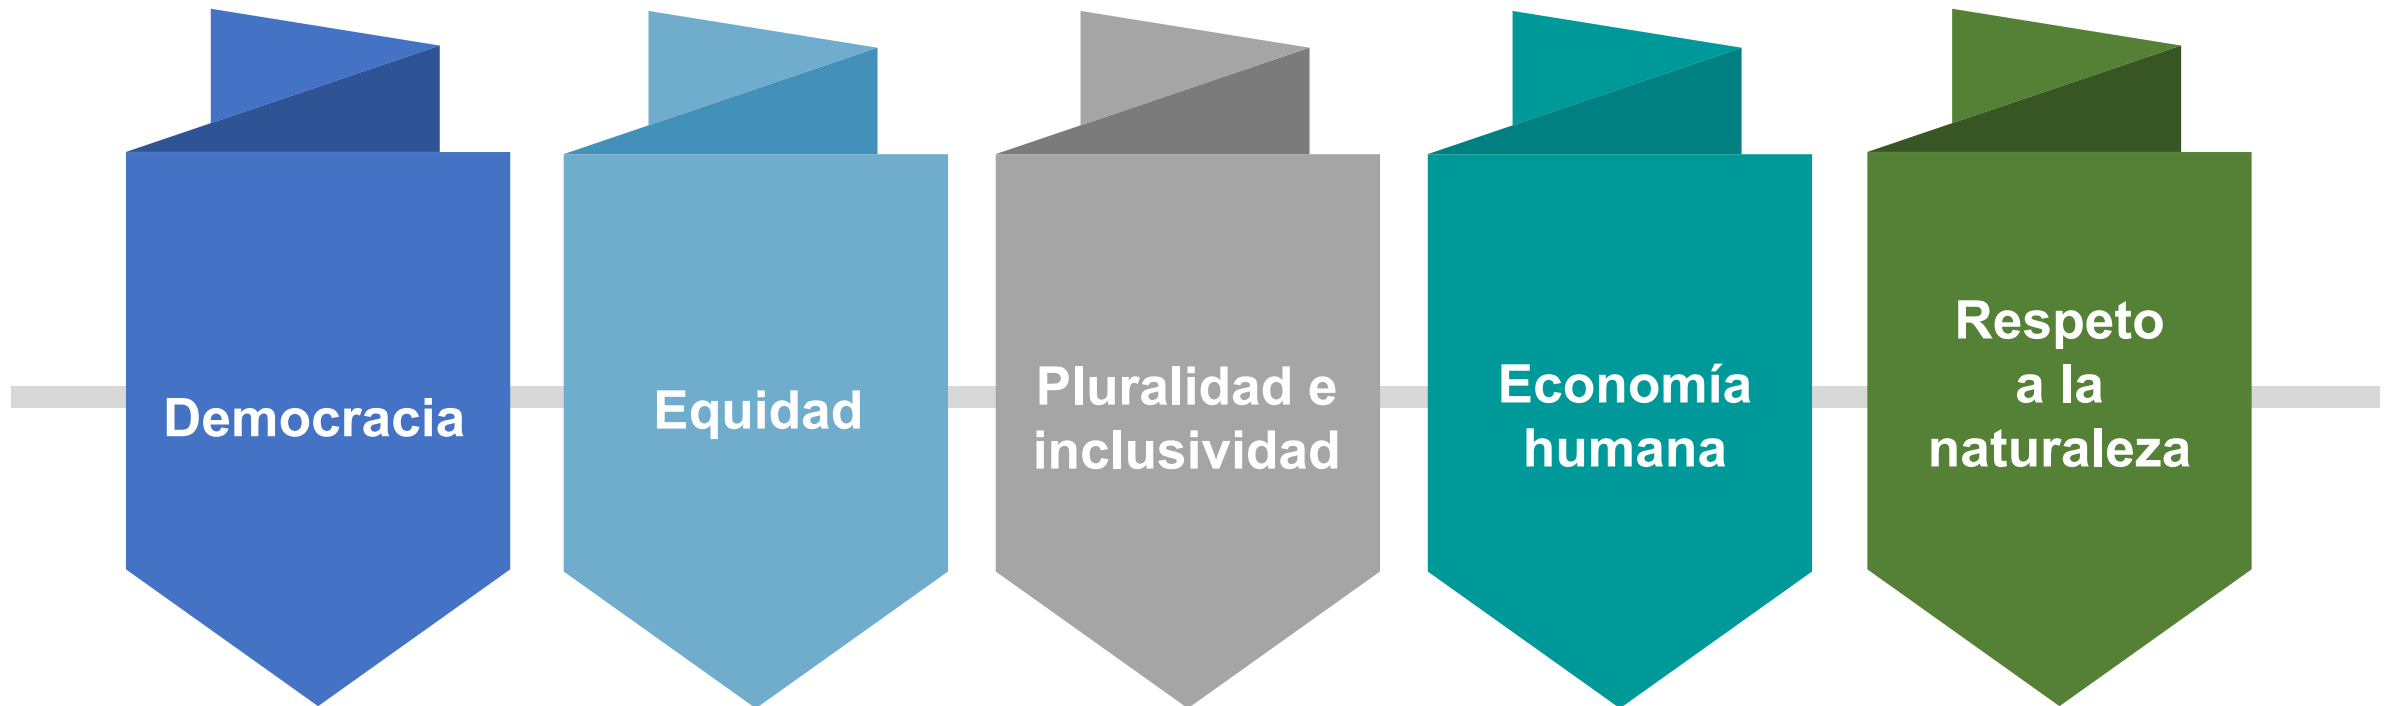 Democracia
Equidad
Pluralidad e
inclusividad
Economía
humana
Respeto
a la
naturaleza